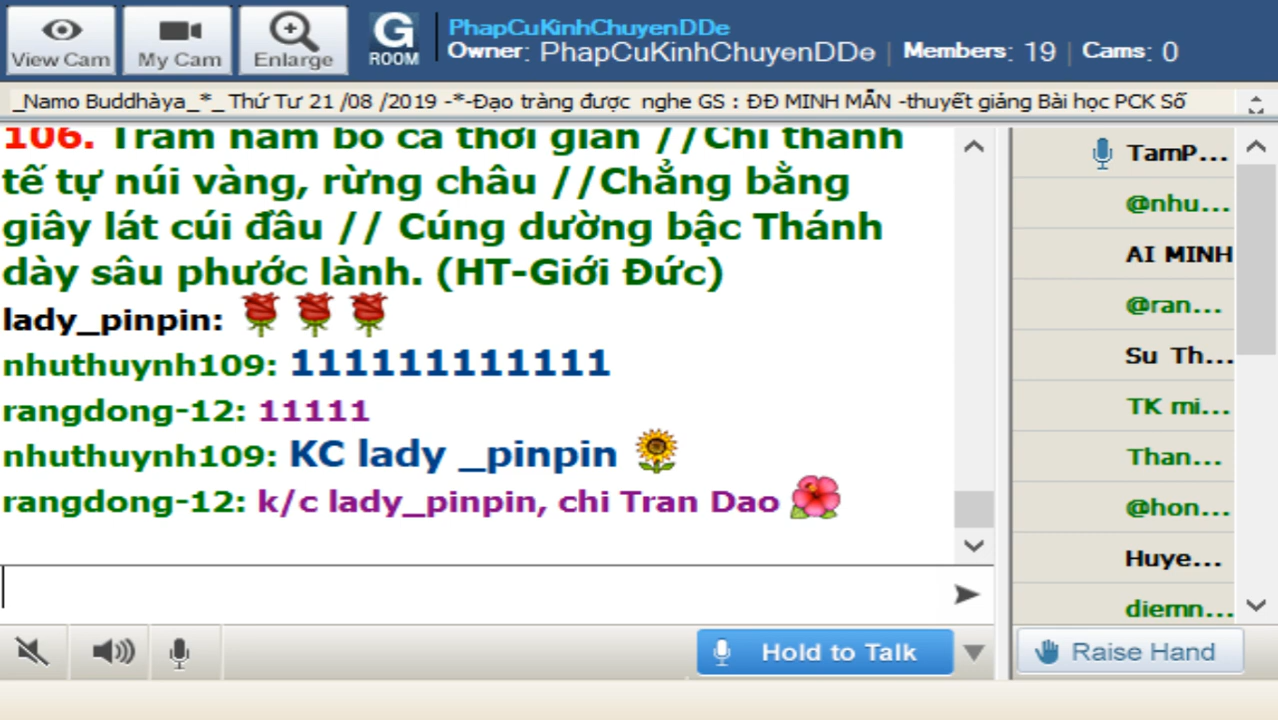 View Cam
My Cam
Enlarge
G
ROOM
PhapCuKinhChuyenDDe
Owner: PhapCuKinhChuyenDDe | Members: 19 | Cams: 0
_Namo Buddhàya_*_ Thứ Tư 21 /08 /2019 -*-Đạo tràng được nghe GS : ĐĐ MINH MẪN -thuyết giảng Bài học PCK Số
106. Trăm năm bỏ cả thời gian //Chí thành
tế tự núi vàng, rừng châu //Chẳng bằng
giây lát cúi đầu // Cúng dường bậc Thánh
dày sâu phước lành. (HT-Giới Đức)
lady_pinpin:
nhuthuynh109: 111111111111
rangdong-12: 11111
nhuthuynh109: KC lady _pinpin
rangdong-12: k/c lady_pinpin, chi Tran Dao
TamP...
@nhu...
AI MINH
@ran...
Su Th...
TK mi...
Than...
@hon...
Huye...
diemn...
Hold to Talk
Raise Hand